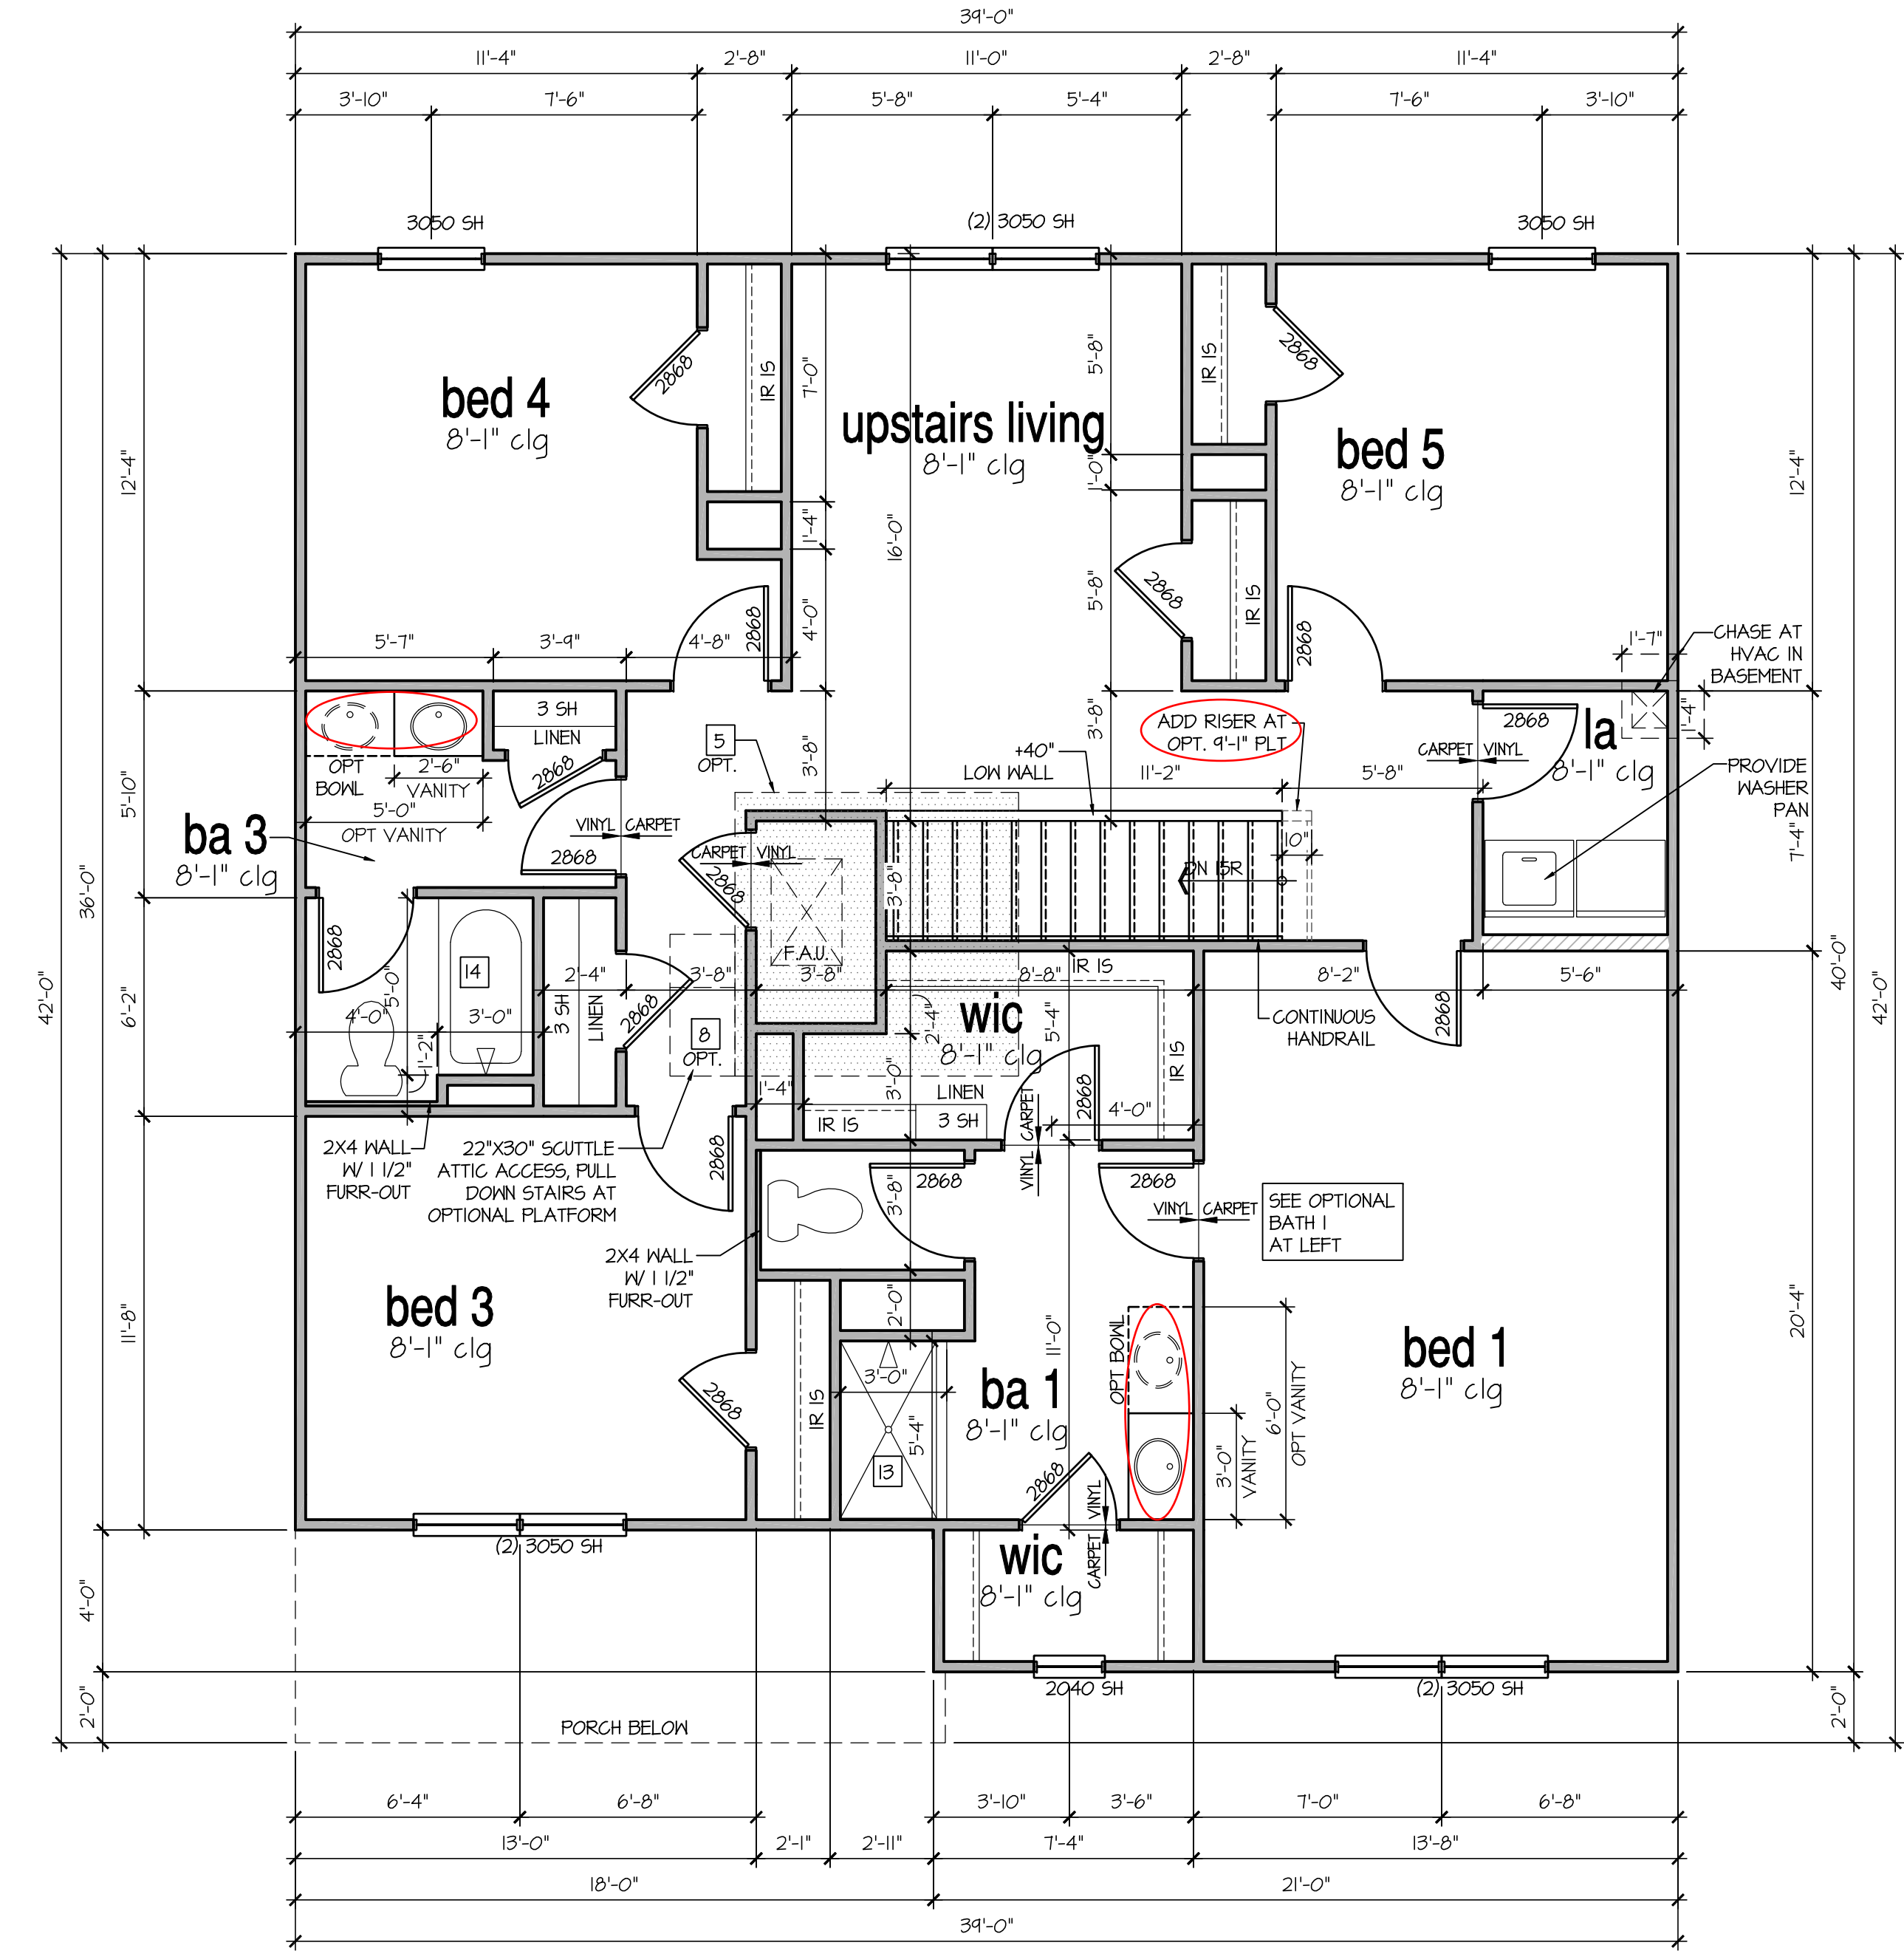 39'-0"
11'-4"
2'-8"
11'-0"
2'-8"
11'-4"
3'-10"
7'-6"
5'-8"
5'-4"
7'-6"
3'-10"
3050 SH
(2) 3050 SH
3050 SH
bed 4
8'-1" clg
2868
1R 1S
7'-0"
upstairs living
8'-1" clg
5'-8"
1R 1S
2868
bed 5
8'-1" clg
12'-4"
12'-4"
1'-4"
16'-0"
1'-0"
5'-8"
2868
1R 1S
4'-0"
2868
2868
5'-7"
3'-9"
4'-8"
1'-7"
CHASE AT
HVAC IN
BASEMENT
1'-4"
3 SH
LINEN
2868
OPT
BOWL
2'-6"
VANITY
5'-0"
OPT VANITY
5
OPT.
3'-8"
3'-8"
+40"
LOW WALL
ADD RISER AT
OPT. 9'-1" PLT
11'-2"
5'-8"
CARPET
VINYL
2868
la
8'-1" clg
PROVIDE
WASHER
PAN
5'-10"
7'-4"
ba 3
8'-1" clg
VINYL
CARPET
2868
CARPET
VINYL
2868
F.A.U.
3'-8"
DN 15R
10"
36'-0"
42'-0"
40'-0"
42'-0"
6'-2"
2868
5'-0"
14
4'-0"
3'-0"
1'-2"
2'-4"
3 SH
LINEN
2868
3'-8"
3'-8"
8'-8"
1R 1S
8'-2"
5'-6"
wic
8'-1" clg
2'-4"
5'-4"
CONTINUOUS
HANDRAIL
2868
8
OPT.
1'-4"
3'-0"
LINEN
3 SH
1R 1S
CARPET
VINYL
2868
4'-0"
1R 1S
2X4 WALL
W/ 1 1/2"
FURR-OUT
22"X30" SCUTTLE
ATTIC ACCESS, PULL
DOWN STAIRS AT
OPTIONAL PLATFORM
2868
2868
3'-8"
2868
VINYL
CARPET
SEE OPTIONAL
BATH 1
AT LEFT
2X4 WALL
W/ 1 1/2"
FURR-OUT
11'-8"
bed 3
8'-1" clg
2'-0"
2868
1R 1S
3'-0"
5'-4"
13
ba 1
8'-1" clg
11'-0"
OPT BOWL
3'-0"
VANITY
6'-0"
OPT VANITY
bed 1
8'-1" clg
20'-4"
2868
VINYL
CARPET
(2) 3050 SH
wic
8'-1" clg
4'-0"
2'-0"
2040 SH
(2) 3050 SH
2'-0"
PORCH BELOW
6'-4"
6'-8"
3'-10"
3'-6"
7'-0"
6'-8"
13'-0"
2'-1"
2'-11"
7'-4"
13'-8"
18'-0"
21'-0"
39'-0"